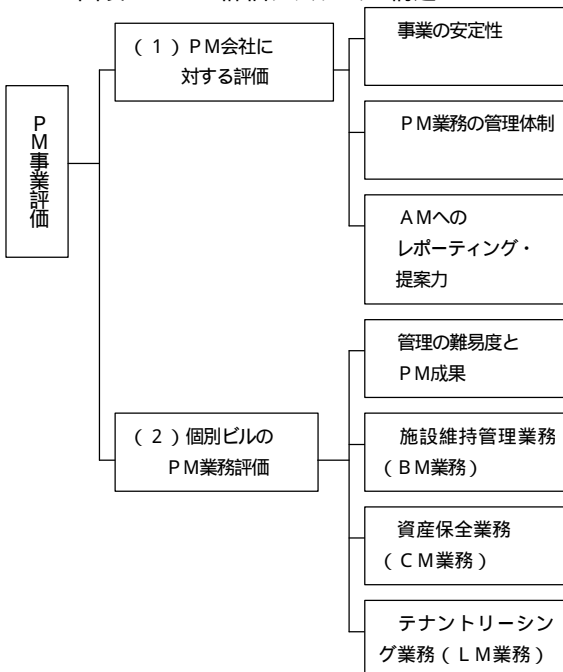 PM事業評価
(1)PM会社に
対する評価
事業の安定性
PM業務の管理体制
AMへの
レポーティング・
提案力
(2)個別ビルの
PM業務評価
管理の難易度と
PM成果
施設維持管理業務
(BM業務)
資産保全業務
(CM業務)
テナントリーシン
グ業務(LM業務)